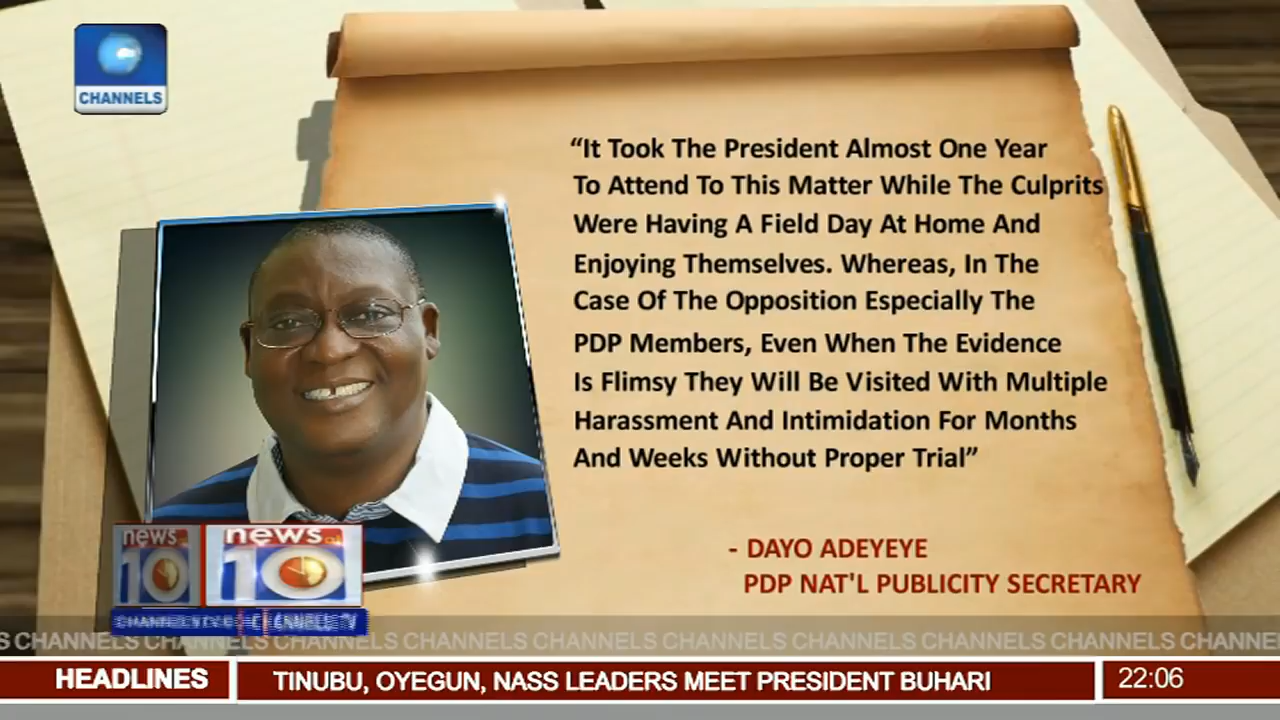 CHANNELS
“It Took The President Almost One Year
To Attend To This Matter While The Culprits
Were Having A Field Day At Home And
Enjoying Themselves. Whereas, In The
Case Of The Opposition Especially The
PDP Members, Even When The Evidence
Is Flimsy They Will Be Visited With Multiple
Harassment And Intimidation For Months
And Weeks Without Proper Trial”
- DAYO ADEYEYE
PDP NAT'L PUBLICITY SECRETARY
news 10 news 10
S CHANNELS CHANNELS CHANNELS CHANNELS CHANNELS CHANNELS CHANNELS CHANNELS CHANNELS CHANNE
HEADLINES TINUBU, OYEGUN, NASS LEADERS MEET PRESIDENT BUHARI 22:06